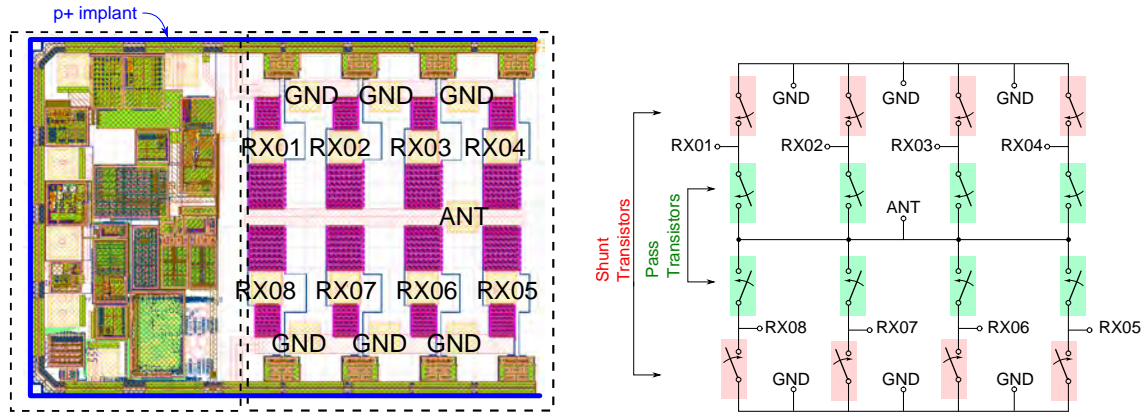 p+ implant
GND GND GND
RX01 RX02 RX03 RX04
ANT
RX08 RX07 RX06 RX05
GND GND GND
GND GND GND
RX01 RX02 RX03 RX04
ANT
Shunt
Transistors
Pass
Transistors
RX08 RX07 RX06 RX05
GND GND GND